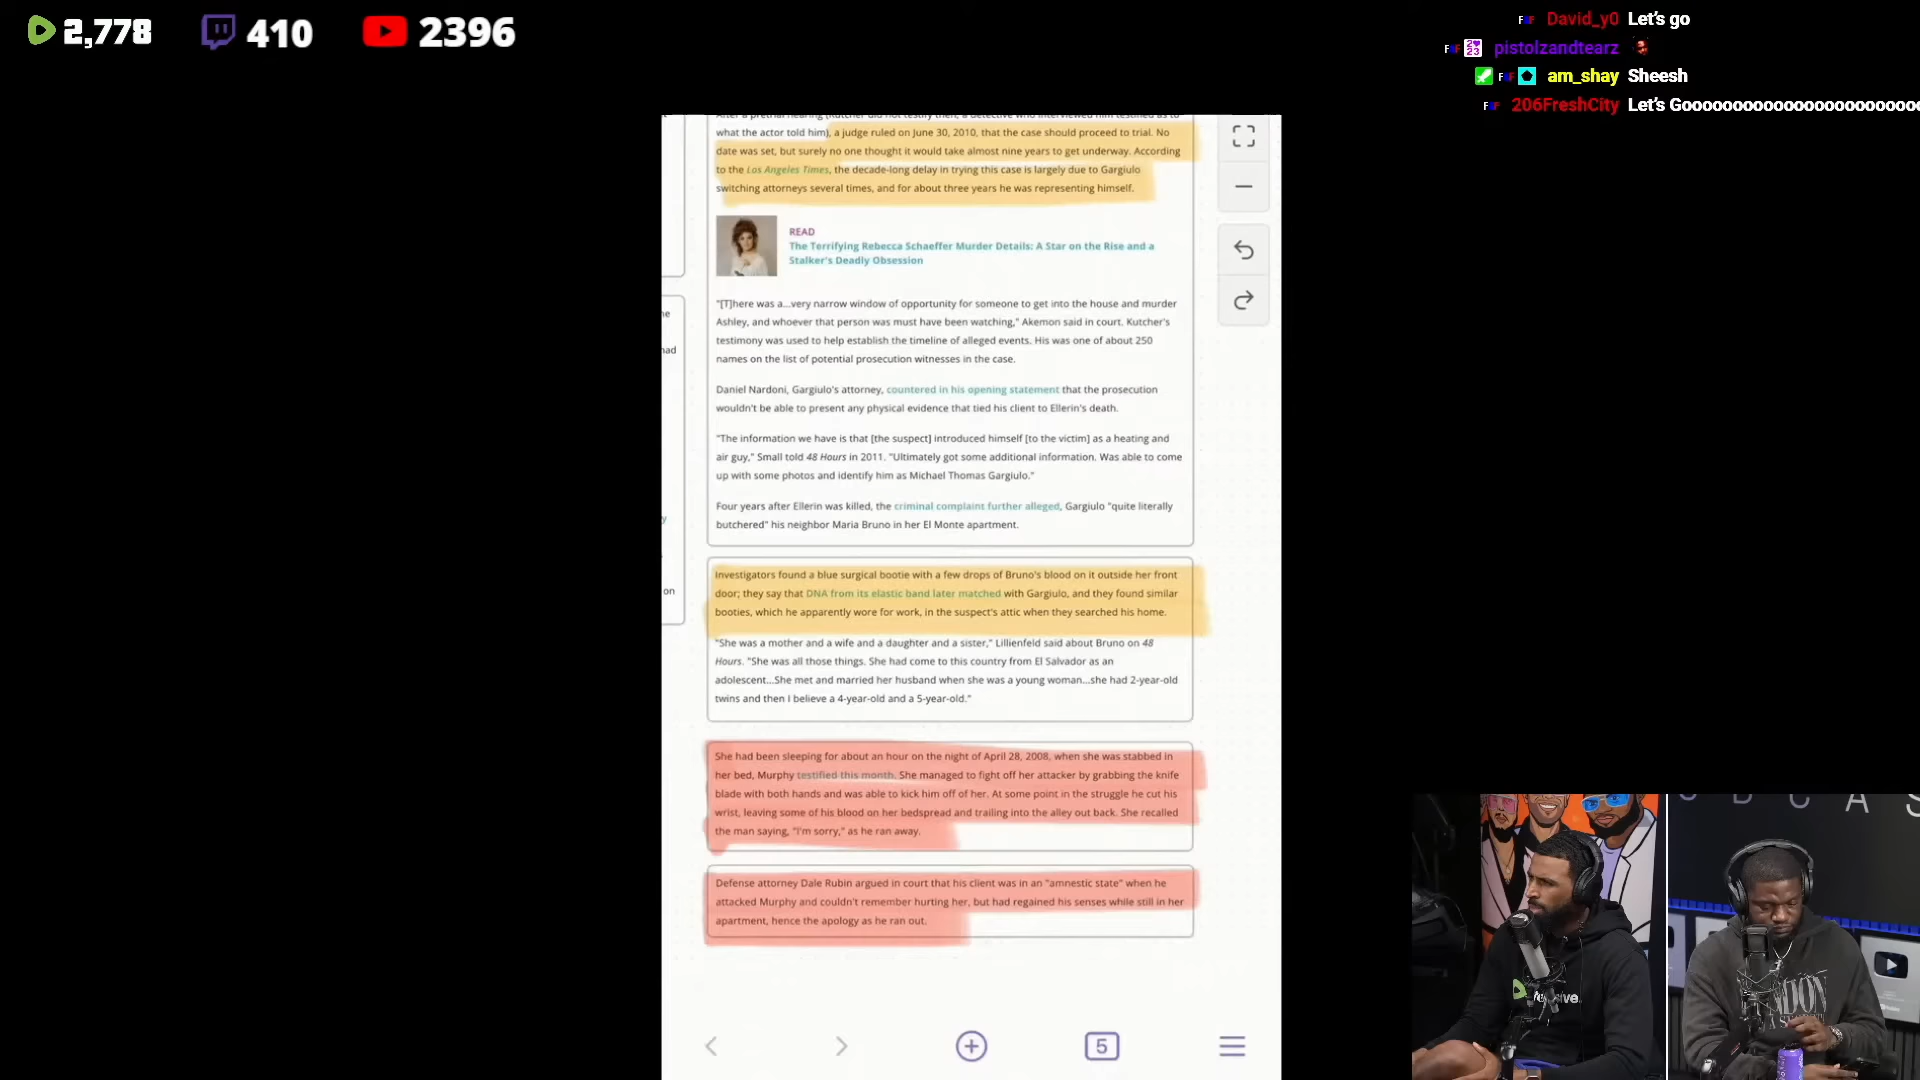 2,778
410
2396
David_y0 Let's go
pistolzandtearz
am_shay Sheesh
206FreshCity Let's Gooooooooooooooooooooooooo
what the actor told him), a judge ruled on June 30, 2010, that the case should proceed to trial. No
date was set, but surely no one thought it would take almost nine years to get underway. According
to the Los Angeles Times, the decade-long delay in trying this case is largely due to Gargiulo
switching attorneys several times, and for about three years he was representing himself.
READ
The Terrifying Rebecca Schaeffer Murder Details: A Star on the Rise and a
Stalker's Deadly Obsession
"[T]here was a...very narrow window of opportunity for someone to get into the house and murder
Ashley, and whoever that person was must have been watching," Akemon said in court. Kutcher's
testimony was used to help establish the timeline of alleged events. His was one of about 250
names on the list of potential prosecution witnesses in the case.
Daniel Nardoni, Gargiulo's attorney, countered in his opening statement that the prosecution
wouldn't be able to present any physical evidence that tied his client to Ellerin's death.
"The information we have is that [the suspect] introduced himself [to the victim] as a heating and
air guy," Small told 48 Hours in 2011. "Ultimately got some additional information. Was able to come
up with some photos and identify him as Michael Thomas Gargiulo."
Four years after Ellerin was killed, the criminal complaint further alleged, Gargiulo "quite literally
butchered" his neighbor Maria Bruno in her El Monte apartment.
Investigators found a blue surgical bootie with a few drops of Bruno's blood on it outside her front
door; they say that DNA from its elastic band later matched with Gargiulo, and they found similar
booties, which he apparently wore for work, in the suspect's attic when they searched his home.
"She was a mother and a wife and a daughter and a sister," Lillienfeld said about Bruno on 48
Hours. "She was all those things. She had come to this country from El Salvador as an
adolescent...She met and married her husband when she was a young woman...she had 2-year-old
twins and then I believe a 4-year-old and a 5-year-old."
She had been sleeping for about an hour on the night of April 28, 2008, when she was stabbed in
her bed, Murphy testified this month. She managed to fight off her attacker by grabbing the knife
blade with both hands and was able to kick him off of her. At some point in the struggle he cut his
wrist, leaving some of his blood on her bedspread and trailing into the alley out back. She recalled
the man saying, "I'm sorry," as he ran away.
Defense attorney Dale Rubin argued in court that his client was in an "amnestic state" when he
attacked Murphy and couldn't remember hurting her, but had regained his senses while still in her
apartment, hence the apology as he ran out.
5